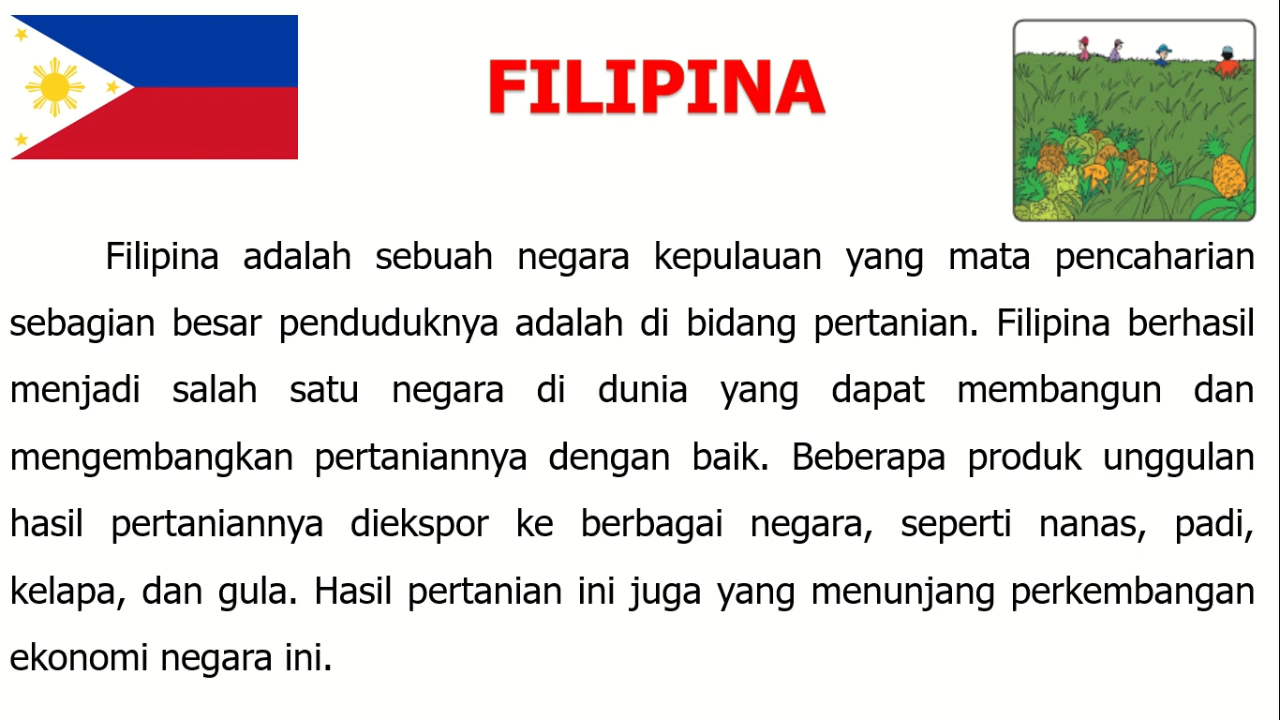 FILIPINA
Filipina adalah sebuah negara kepulauan yang mata pencaharian
sebagian besar penduduknya adalah di bidang pertanian. Filipina berhasil
menjadi salah satu negara di dunia yang dapat membangun dan
mengembangkan pertaniannya dengan baik. Beberapa produk unggulan
hasil pertaniannya diekspor ke berbagai negara, seperti nanas, padi,
kelapa, dan gula. Hasil pertanian ini juga yang menunjang perkembangan
ekonomi negara ini.